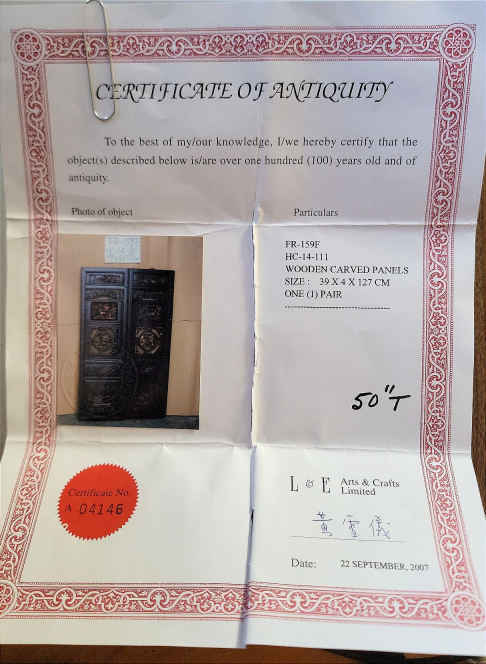 CERTIFICATE OF ANTIQUITY
To the best of my/our knowledge, I/we hereby certify that the
object(s) described below is/are over one hundred (100) years old and of
antiquity.
Photo of object
Particulars
FR-159F
HC-14-111
WOODEN CARVED PANELS
SIZE : 39 X 4 X 127 CM
ONE (1) PAIR
50"T
L & E Arts & Crafts
Limited
Certificate No.
A 04146
Date: 22 SEPTEMBER, 2007